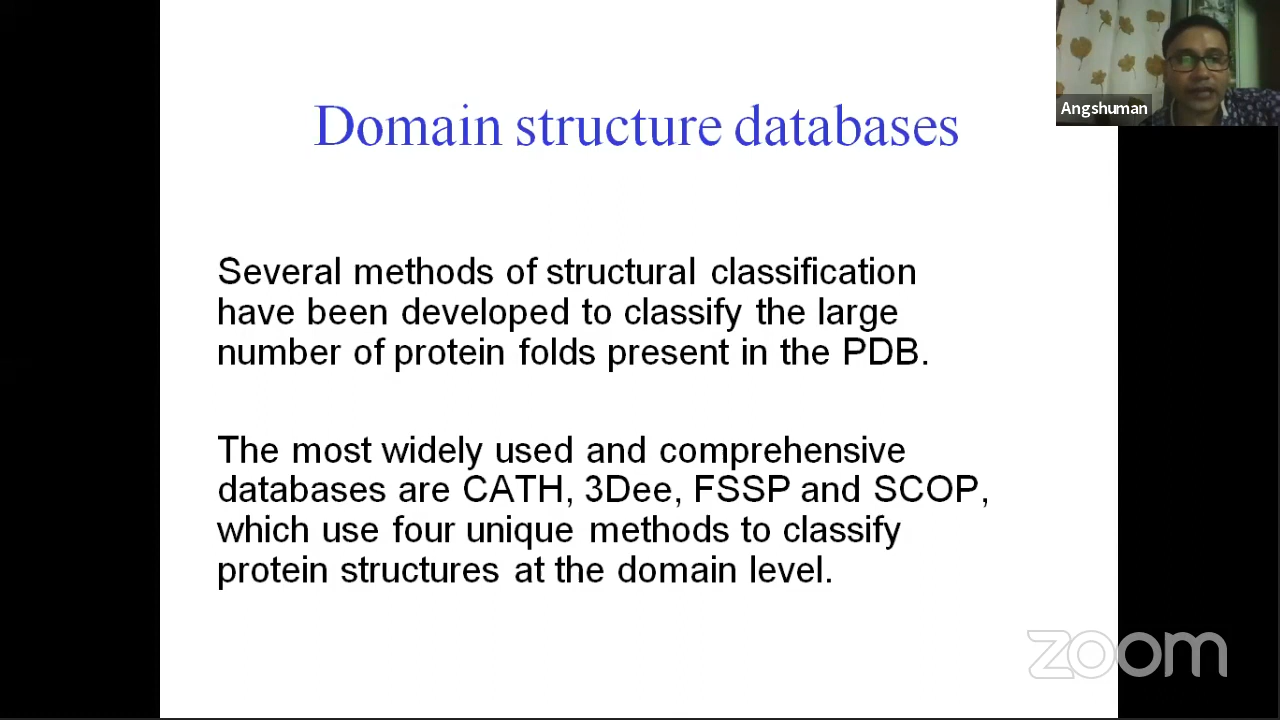 Angshuman
Domain structure databases
Several methods of structural classification
have been developed to classify the large
number of protein folds present in the PDB.
The most widely used and comprehensive
databases are CATH, 3Dee, FSSP and SCOP,
which use four unique methods to classify
protein structures at the domain level.
zoom